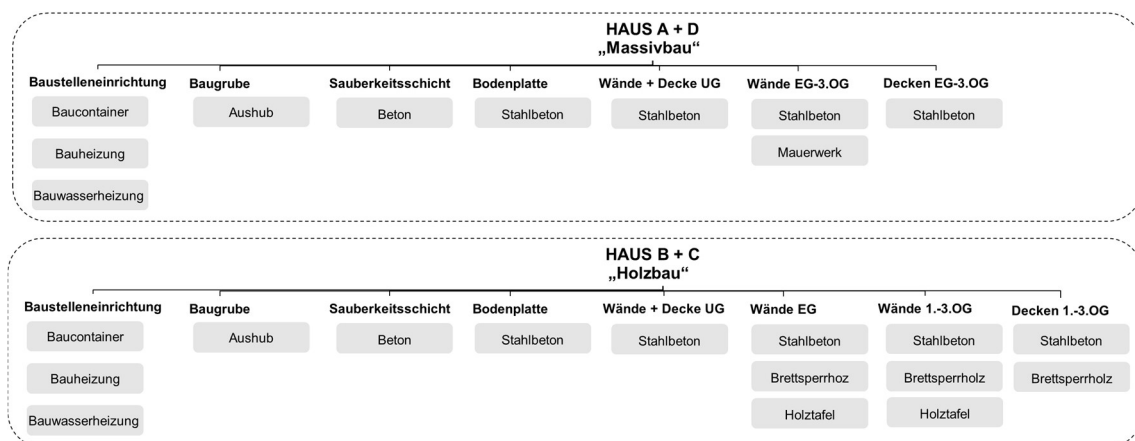 HAUS A + D
„Massivbau“
Baustelleneinrichtung Baugrube Sauberkeitsschicht Bodenplatte Wände + Decke UG Wände EG-3.OG Decken EG-3.OG
Baucontainer Aushub Beton Stahlbeton Stahlbeton Stahlbeton Stahlbeton
Bauheizung Mauerwerk
Bauwasserheizung
HAUS B + C
„Holzbau“
Baustelleneinrichtung Baugrube Sauberkeitsschicht Bodenplatte Wände + Decke UG Wände EG Wände 1.-3.OG Decken 1.-3.OG
Baucontainer Aushub Beton Stahlbeton Stahlbeton Stahlbeton Stahlbeton Stahlbeton
Bauheizung Brettsperrhoz Brettsperrholz Brettsperrholz
Bauwasserheizung Holztafel Holztafel